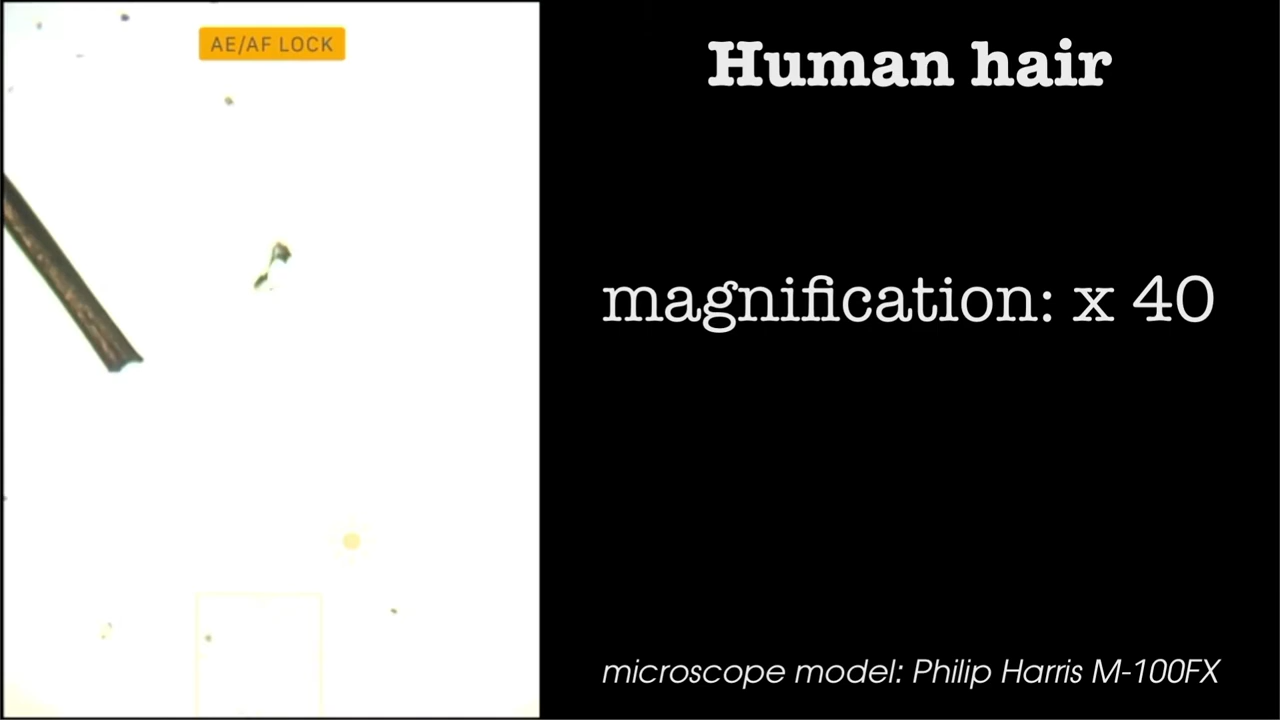 AE/AF LOCK
Human hair
magnification: x 40
microscope model: Philip Harris M-100FX